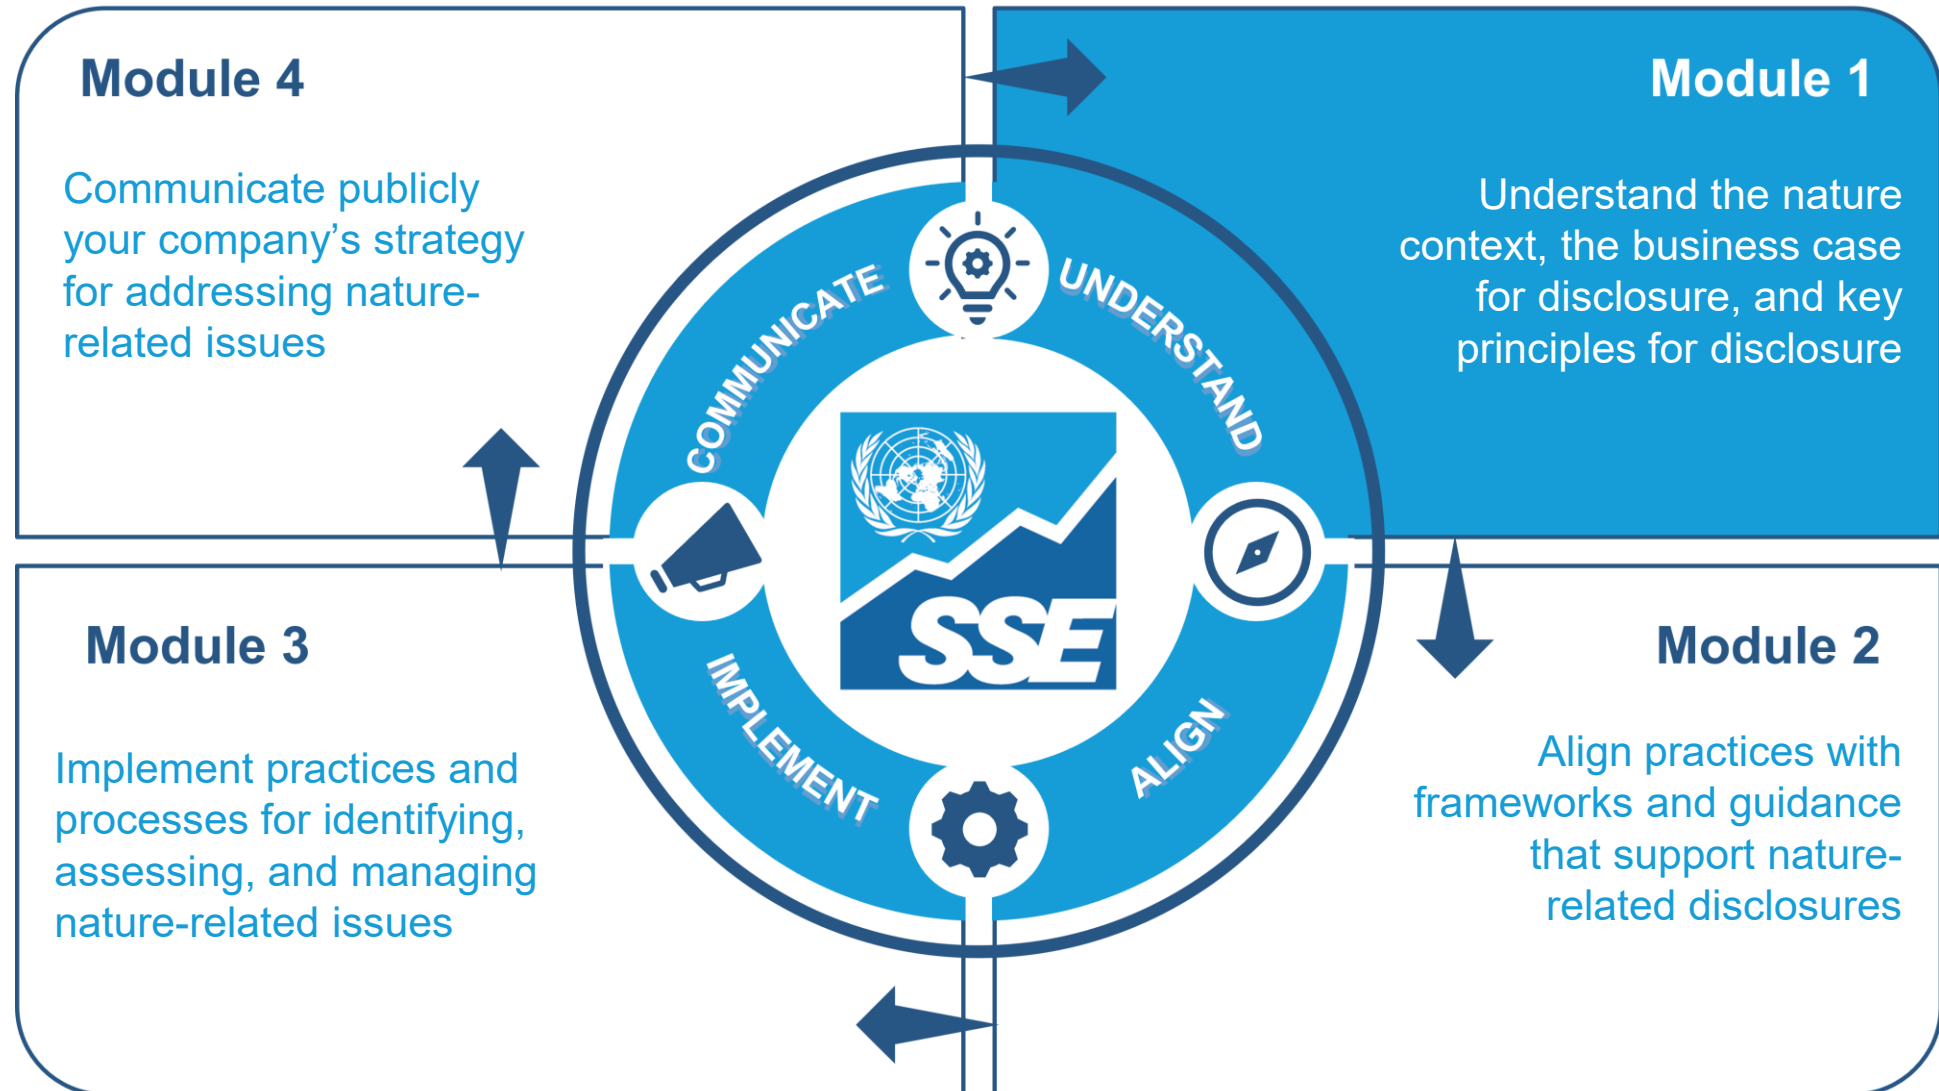 Module 4
Communicate publicly
your company’s strategy
for addressing nature-
related issues
Module 1
Understand the nature
context, the business case
for disclosure, and key
principles for disclosure
COMMUNICATE
UNDERSTAND
SSE
IMPLEMENT
ALIGN
Module 3
Implement practices and
processes for identifying,
assessing, and managing
nature-related issues
Module 2
Align practices with
frameworks and guidance
that support nature-
related disclosures